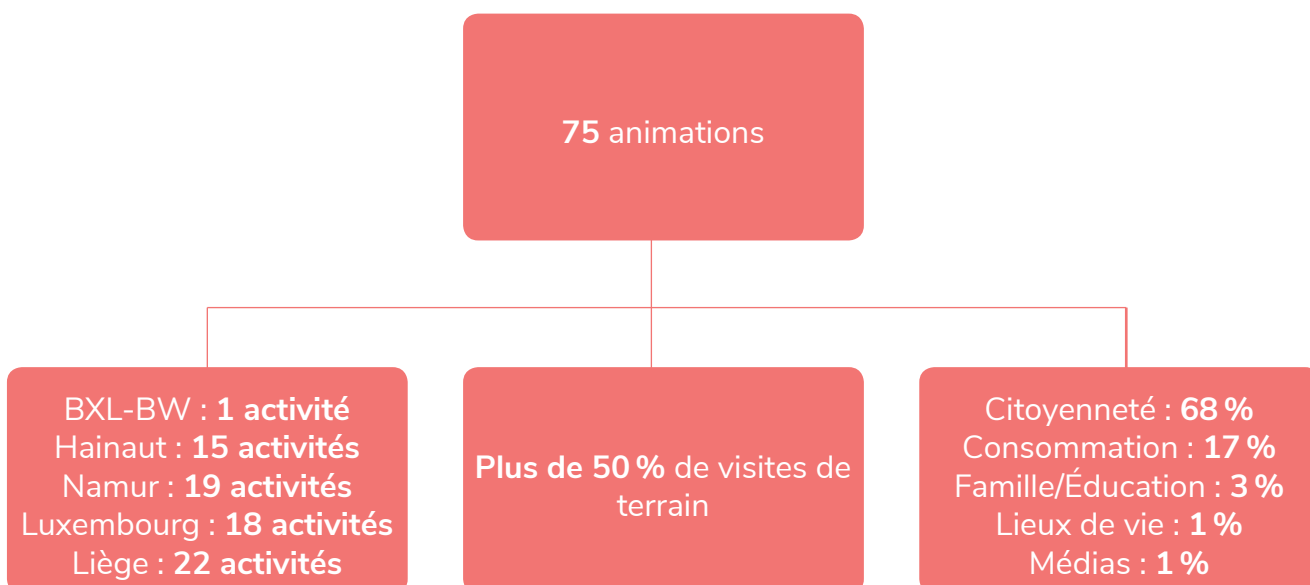 75 animations
BXL-BW : 1 activité
Hainaut : 15 activités
Namur : 19 activités
Luxembourg : 18 activités
Liège : 22 activités
Plus de 50 % de visites de
terrain
Citoyenneté : 68 %
Consommation : 17 %
Famille/Éducation : 3 %
Lieux de vie : 1 %
Médias : 1 %